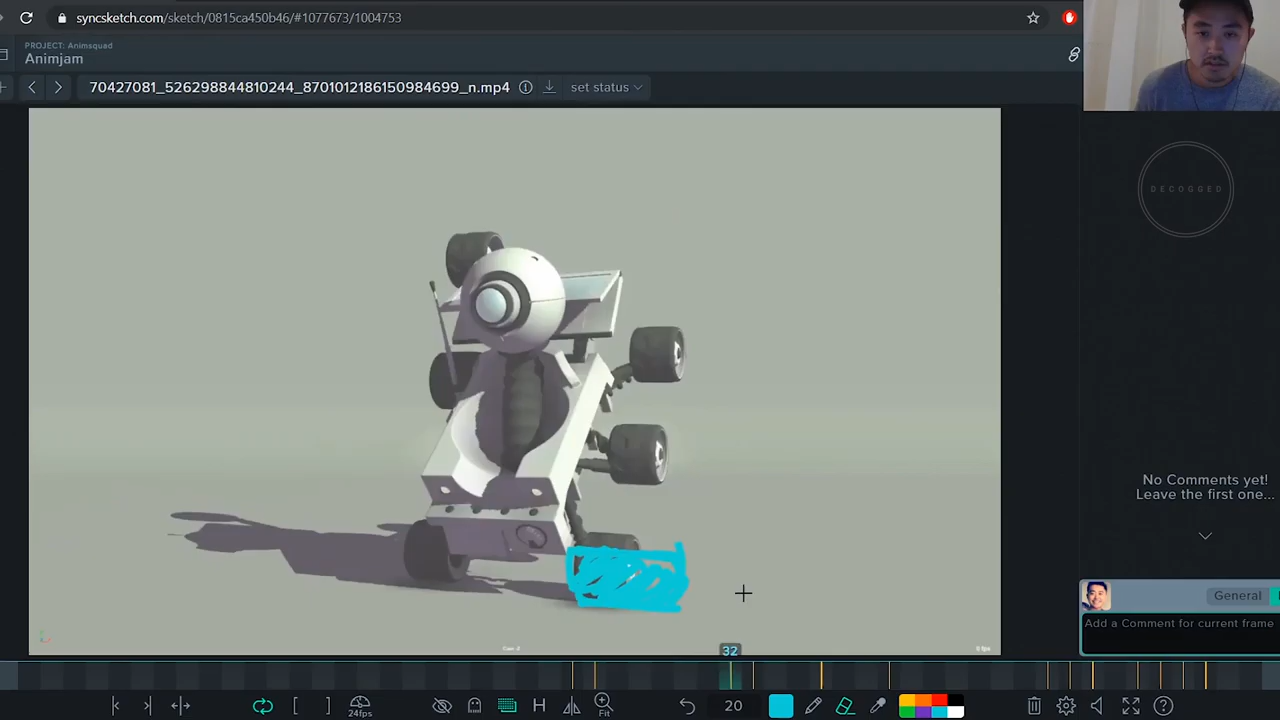 syncsketch.com/sketch/0815ca450b46/#1077673/1004753
PROJECT: Animsquad
Animjam
70427081_526298844810244_8701012186150984699_n.mp4
set status
DECOGGED
No Comments yet!
Leave the first one...
General
Add a Comment for current frame
32
24fps
H
Fit
20